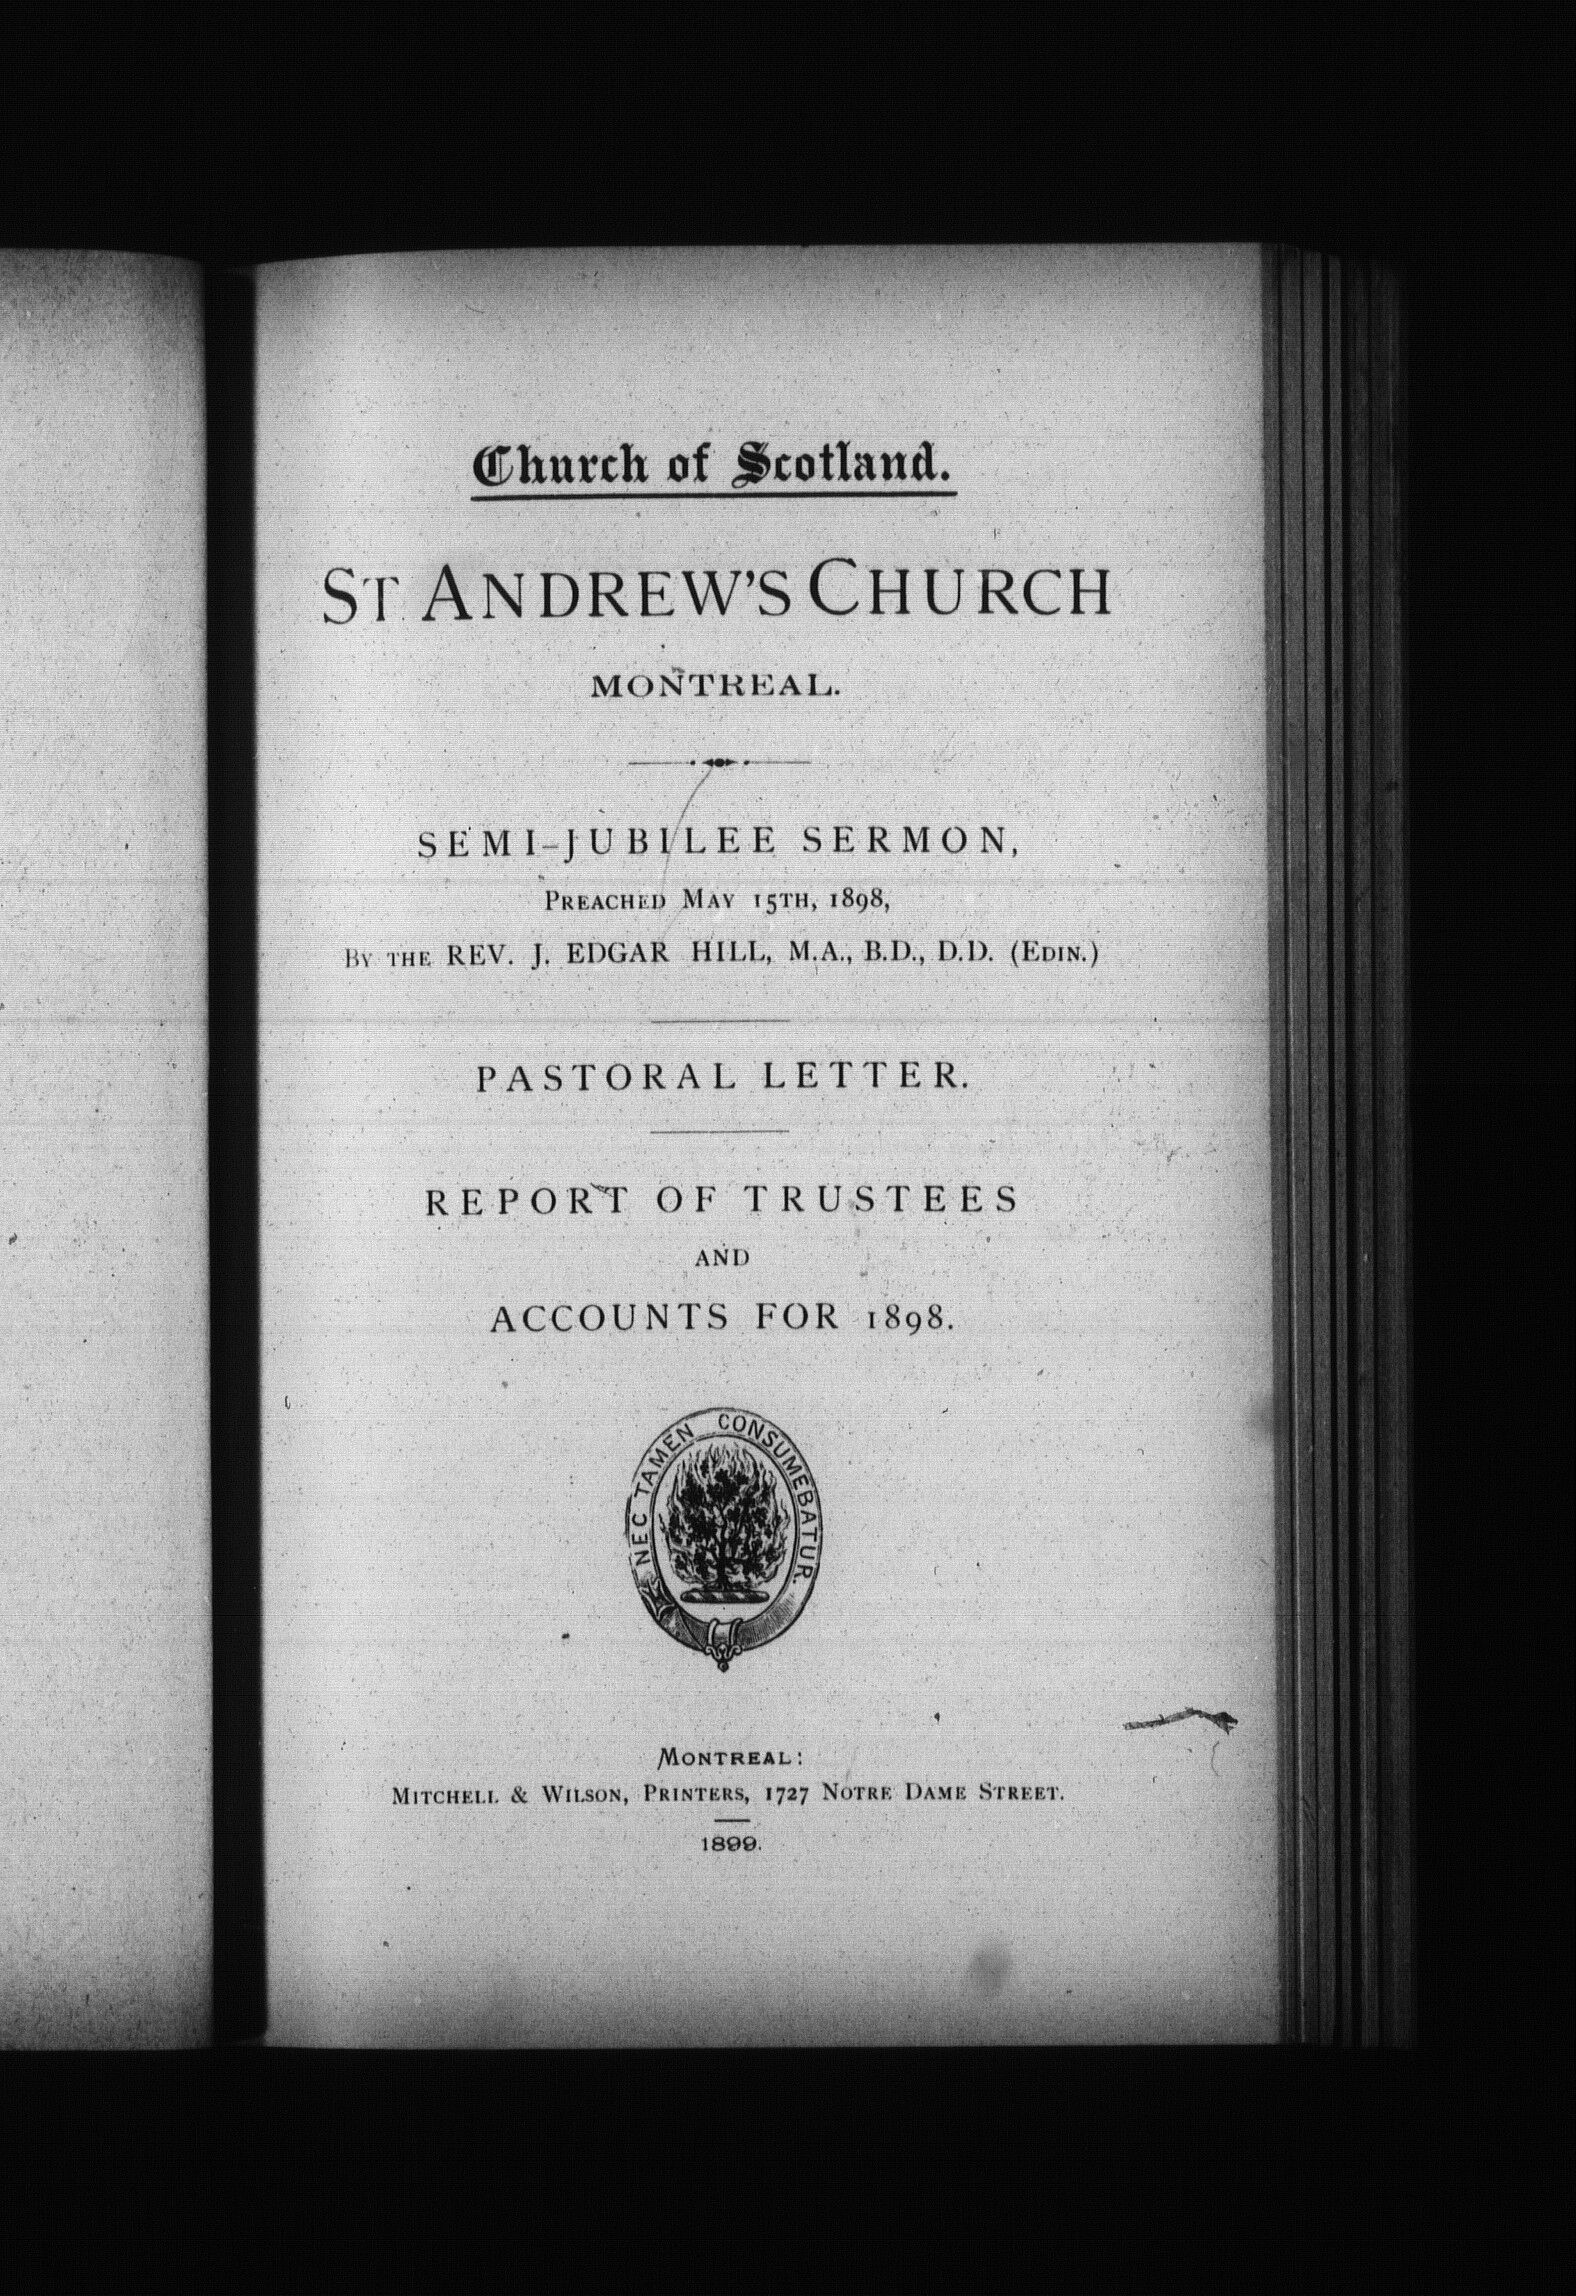 Church of Scotland.
ST ANDREW'S CHURCH
MONTREAL.
SEMI-JUBILEE SERMON,
PREACHED MAY 15TH, 1898,
BY THE REV. J. EDGAR HILL, M.A., B.D., D.D. (EDIN.)
PASTORAL LETTER.
REPORT OF TRUSTEES
AND
ACCOUNTS FOR 1898.
NEC TAMEN CONSUMEBATUR.
MONTREAL:
MITCHELL & WILSON, PRINTERS, 1727 NOTRE DAME STREET.
1899.